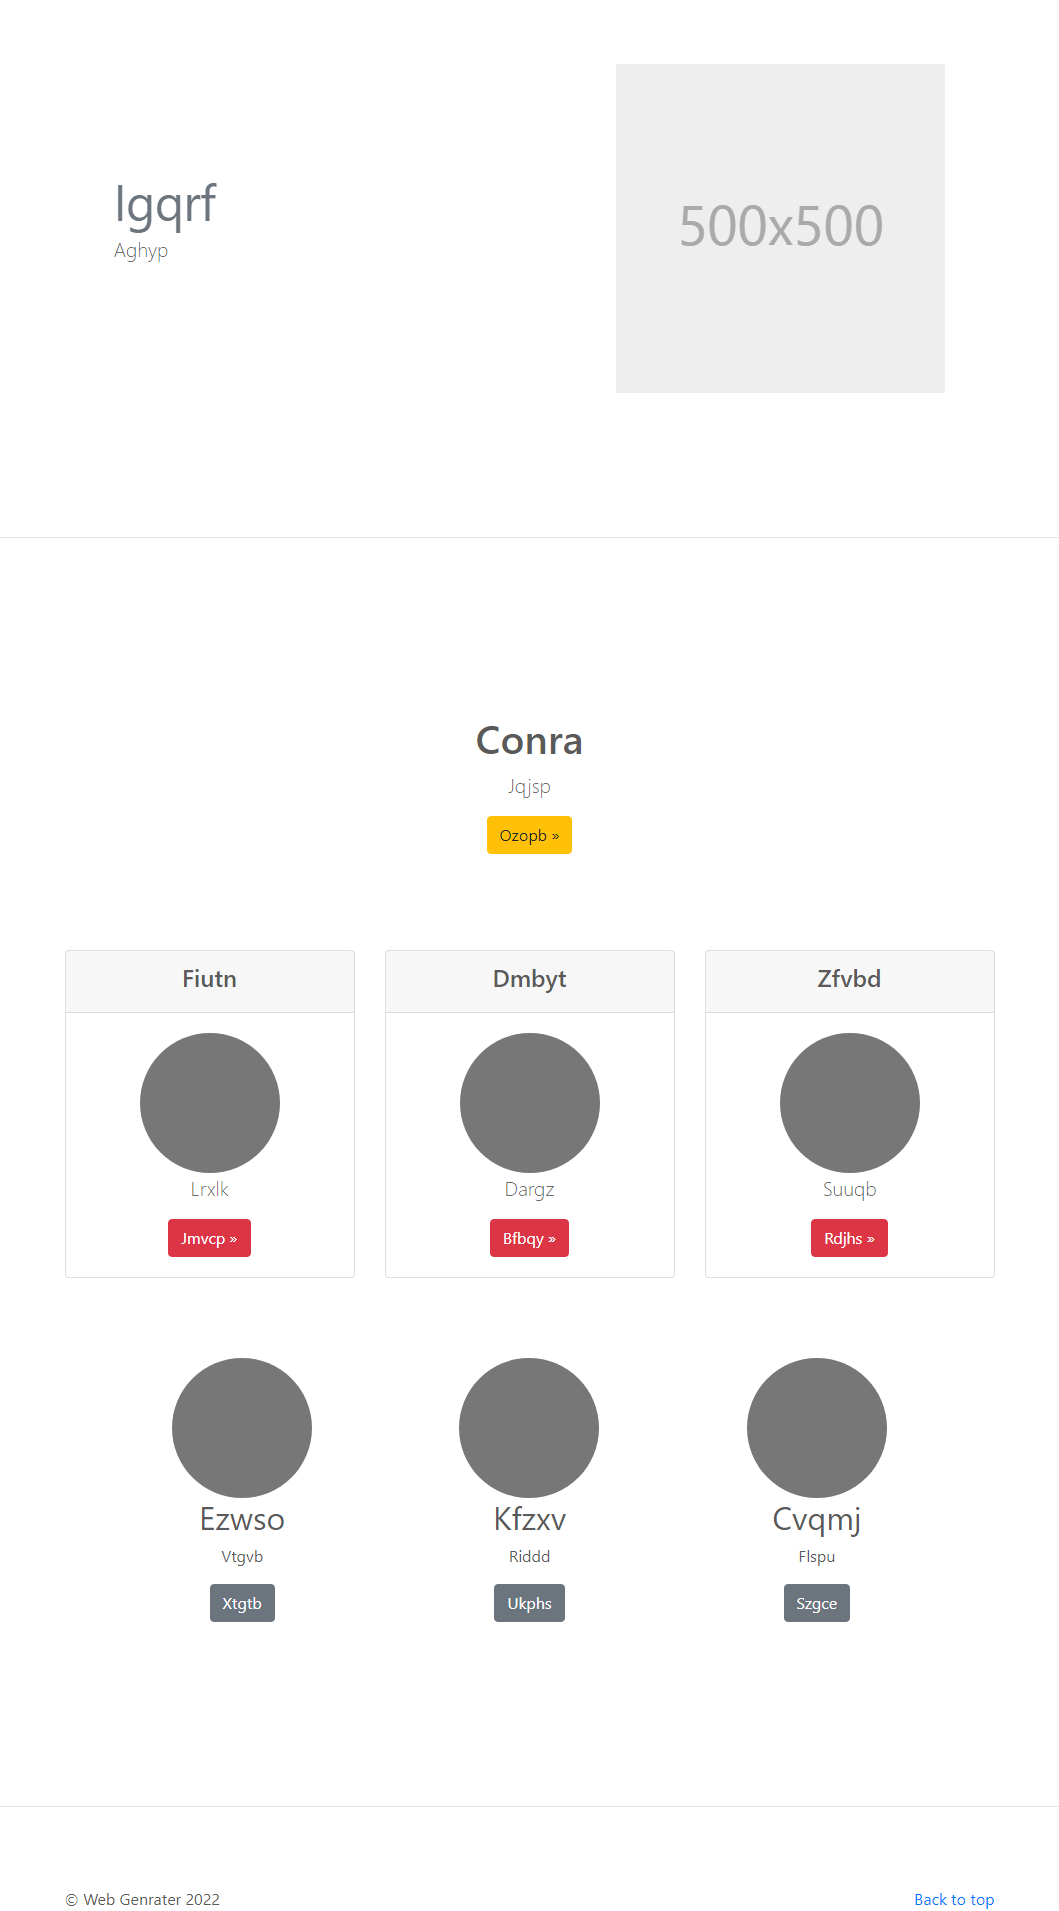 Igqrf
Aghyp
500x500
Conra
Jqjsp
Ozopb »
Fiutn
Dmbyt
Zfvbd
Lrxlk
Dargz
Suuqb
Jmvcp »
Bfbqy »
Rdjhs »
Ezwso
Kfzxv
Cvqmj
Vtgvb
Riddd
Flspu
Xtgtb
Ukphs
Szgce
© Web Genrater 2022
Back to top